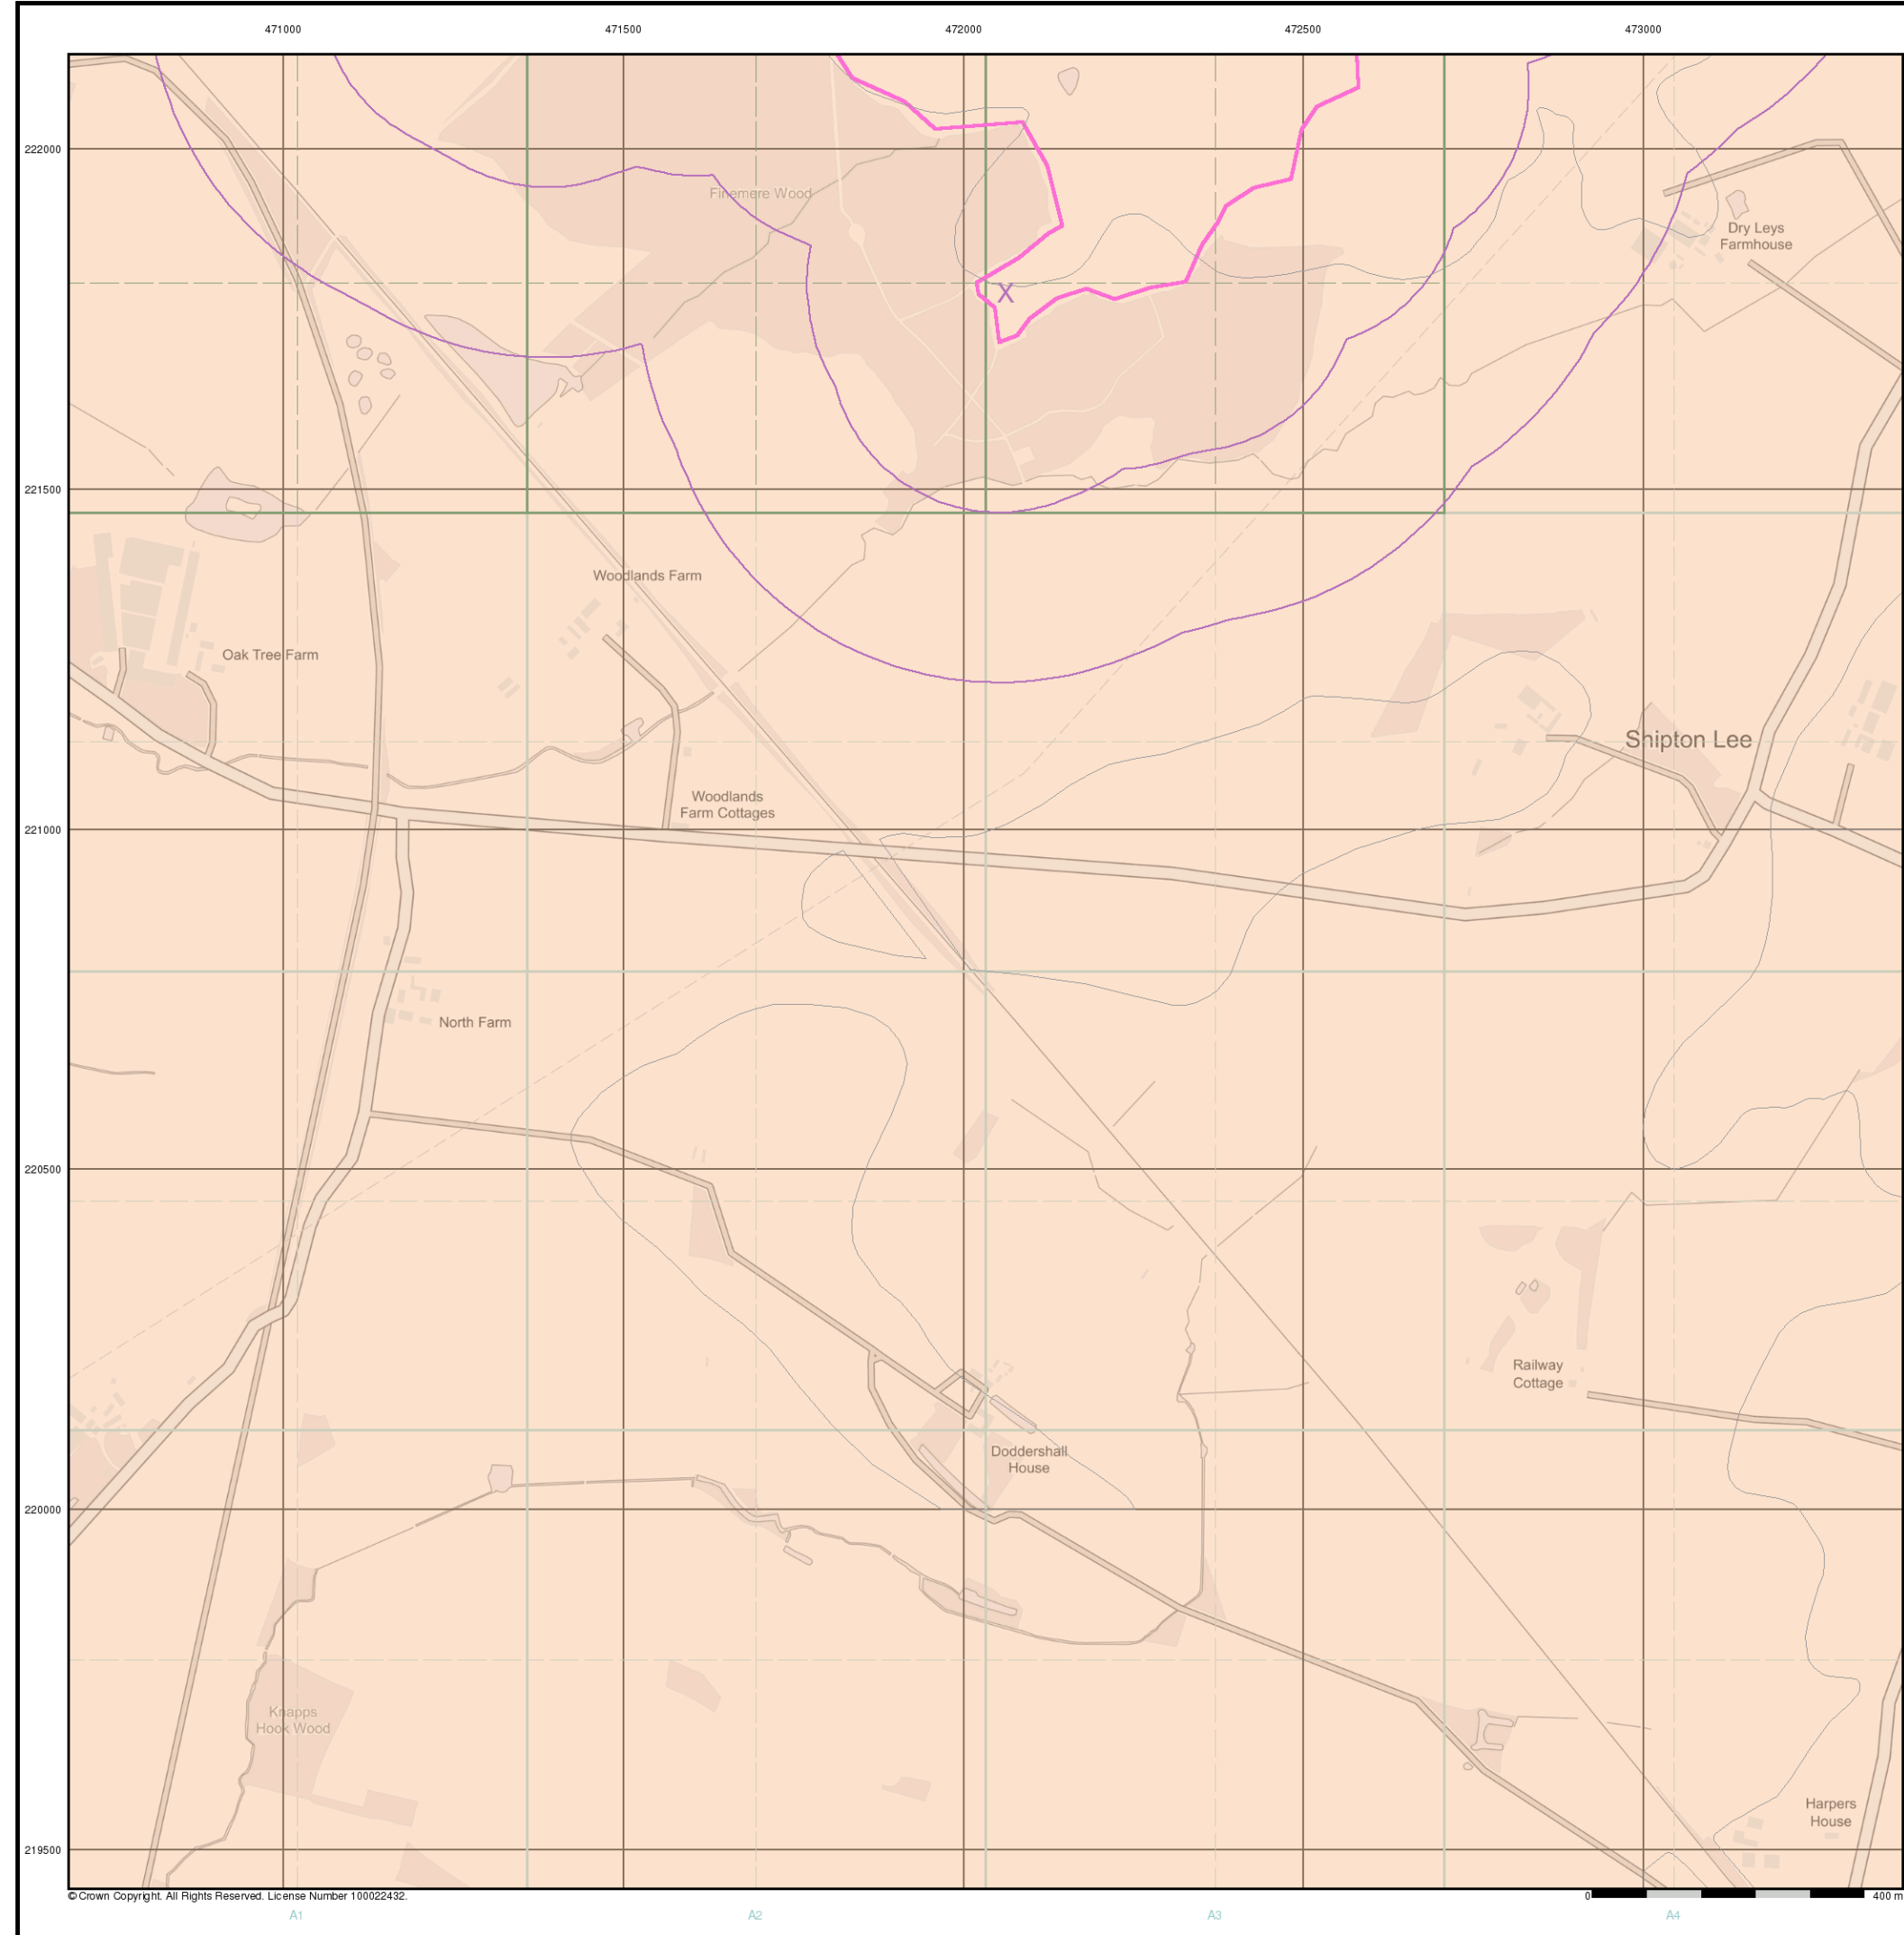 471000 471500 472000 472500 473000
222000
Finemere Wood
Dry Leys
Farmhouse
X
221500
Woodlands Farm
Oak Tree Farm
Shipton Lee
Woodlands
Farm Cottages
221000
North Farm
220500
Railway
Cottage
Doddershall
House
220000
Knapps
Hook Wood
Harpers
House
219500
© Crown Copyright. All Rights Reserved. License Number 100022432.
0 400 m
A1 A2 A3 A4